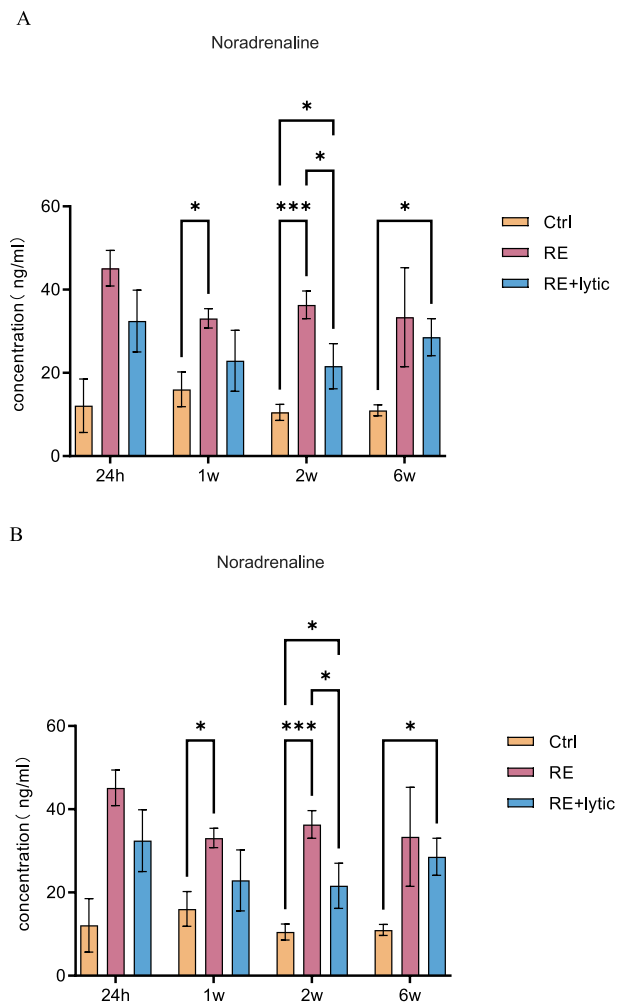 A
Noradrenaline
*
*
* *** *
60
40
20
0
concentration( ng/ml)
24h 1w 2w 6w
Ctrl
RE
RE+lytic
B
Noradrenaline
*
*
* *** *
60
40
20
0
concentration( ng/ml)
24h 1w 2w 6w
Ctrl
RE
RE+lytic